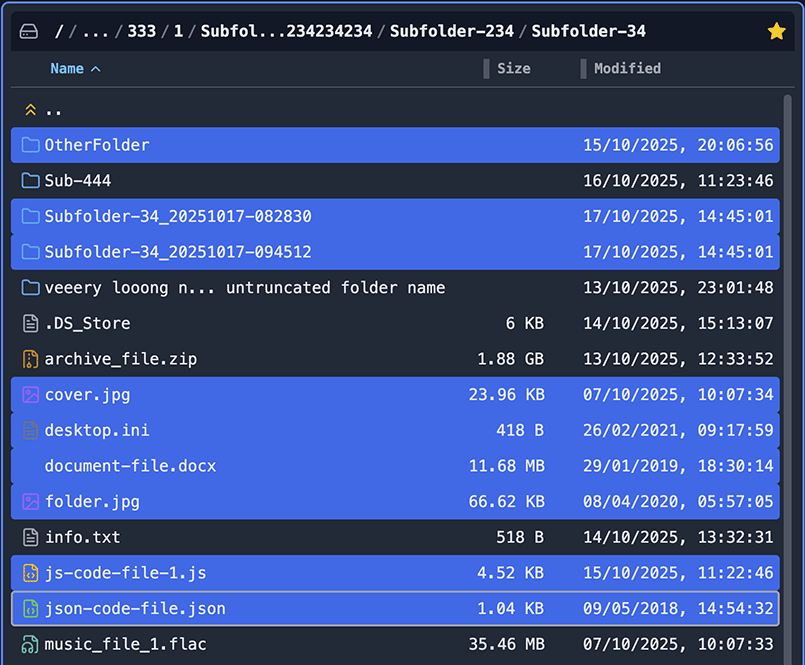 / / ... / 333 / 1 / Subfol...234234234 / Subfolder-234 / Subfolder-34
Name Size Modified
..
OtherFolder 15/10/2025, 20:06:56
Sub-444 16/10/2025, 11:23:46
Subfolder-34_20251017-082830 17/10/2025, 14:45:01
Subfolder-34_20251017-094512 17/10/2025, 14:45:01
veeery looong n... untruncated folder name 13/10/2025, 23:01:48
.DS_Store 6 KB 14/10/2025, 15:13:07
archive_file.zip 1.88 GB 13/10/2025, 12:33:52
cover.jpg 23.96 KB 07/10/2025, 10:07:34
desktop.ini 418 B 26/02/2021, 09:17:59
document-file.docx 11.68 MB 29/01/2019, 18:30:14
folder.jpg 66.62 KB 08/04/2020, 05:57:05
info.txt 518 B 14/10/2025, 13:32:31
js-code-file-1.js 4.52 KB 15/10/2025, 11:22:46
json-code-file.json 1.04 KB 09/05/2018, 14:54:32
music_file_1.flac 35.46 MB 07/10/2025, 10:07:33